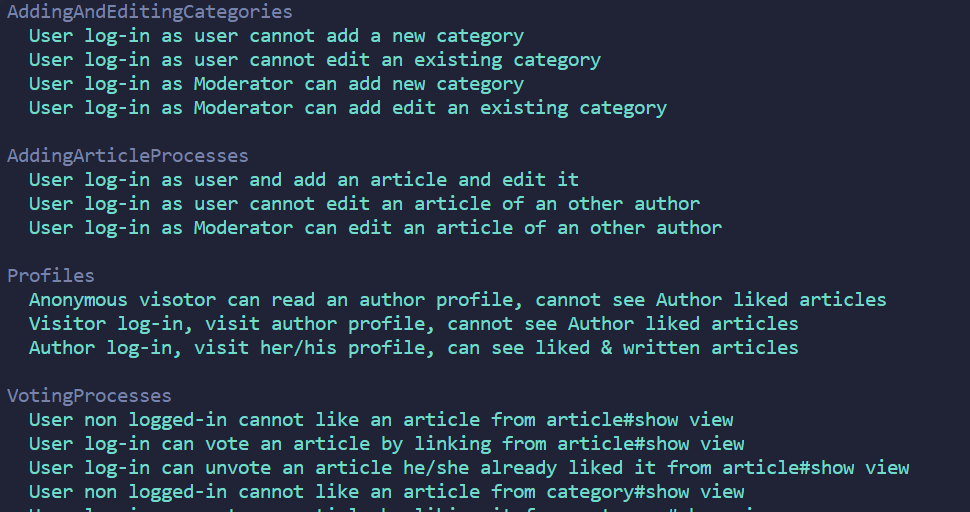 AddingAndEditingCategories
User log-in as user cannot add a new category
User log-in as user cannot edit an existing category
User log-in as Moderator can add new category
User log-in as Moderator can add edit an existing category
AddingArticleProcesses
User log-in as user and add an article and edit it
User log-in as user cannot edit an article of an other author
User log-in as Moderator can edit an article of an other author
Profiles
Anonymous visotor can read an author profile, cannot see Author liked articles
Visitor log-in, visit author profile, cannot see Author liked articles
Author log-in, visit her/his profile, can see liked & written articles
VotingProcesses
User non logged-in cannot like an article from article#show view
User log-in can vote an article by linking from article#show view
User log-in can unvote an article he/she already liked it from article#show view
User non logged-in cannot like an article from category#show view